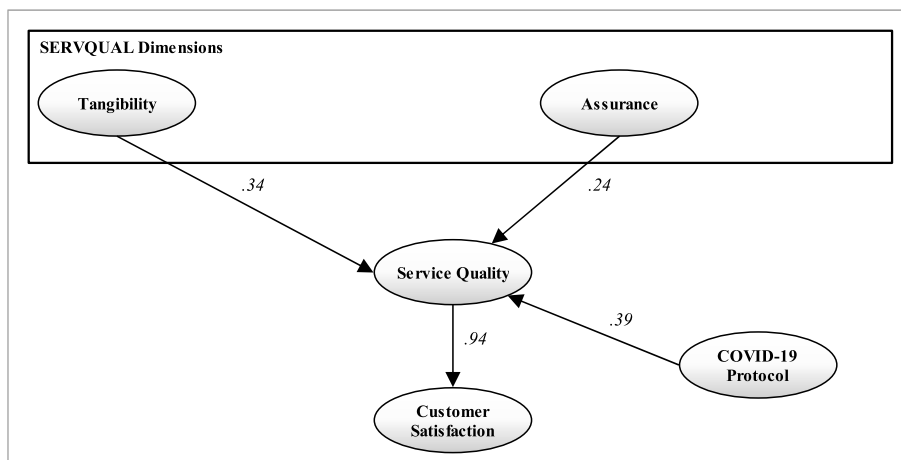 SERVQUAL Dimensions
Tangibility
Assurance
.34
.24
Service Quality
.39
.94
COVID-19
Protocol
Customer
Satisfaction